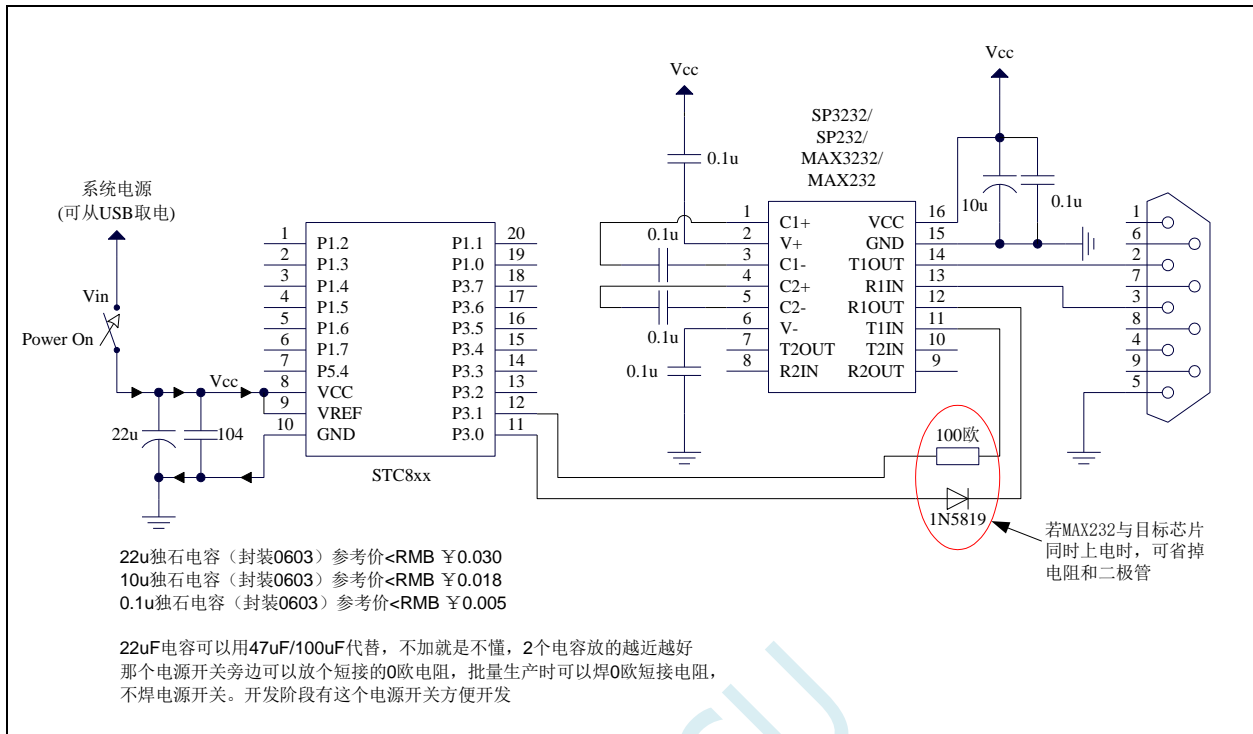 Vcc
Vcc
SP3232/
SP232/
MAX3232/
MAX232
0.1u
10u
0.1u
系统电源
(可从USB取电)
Vin
Power On
Vcc
22u
104
1 P1.2 P1.1 20
2 P1.3 P1.0 19
3 P1.4 P3.7 18
4 P1.5 P3.6 17
5 P1.6 P3.5 16
6 P1.7 P3.4 15
7 P5.4 P3.3 14
8 VCC P3.2 13
9 VREF P3.1 12
10 GND P3.0 11
STC8xx
0.1u
0.1u
0.1u
1 C1+ VCC 16
2 V+ GND 15
3 C1- T1OUT 14
4 C2+ R1IN 13
5 C2- R1OUT 12
6 V- T1IN 11
7 T2OUT T2IN 10
8 R2IN R2OUT 9
1
6
2
7
3
8
4
9
5
100欧
1N5819
若MAX232与目标芯片
同时上电时，可省掉
电阻和二极管
22u独石电容（封装0603）参考价<RMB ￥0.030
10u独石电容（封装0603）参考价<RMB ￥0.018
0.1u独石电容（封装0603）参考价<RMB ￥0.005
22uF电容可以用47uF/100uF代替，不加就是不懂，2个电容放的越近越好
那个电源开关旁边可以放个短接的0欧电阻，批量生产时可以焊0欧短接电阻，
不焊电源开关。开发阶段有这个电源开关方便开发